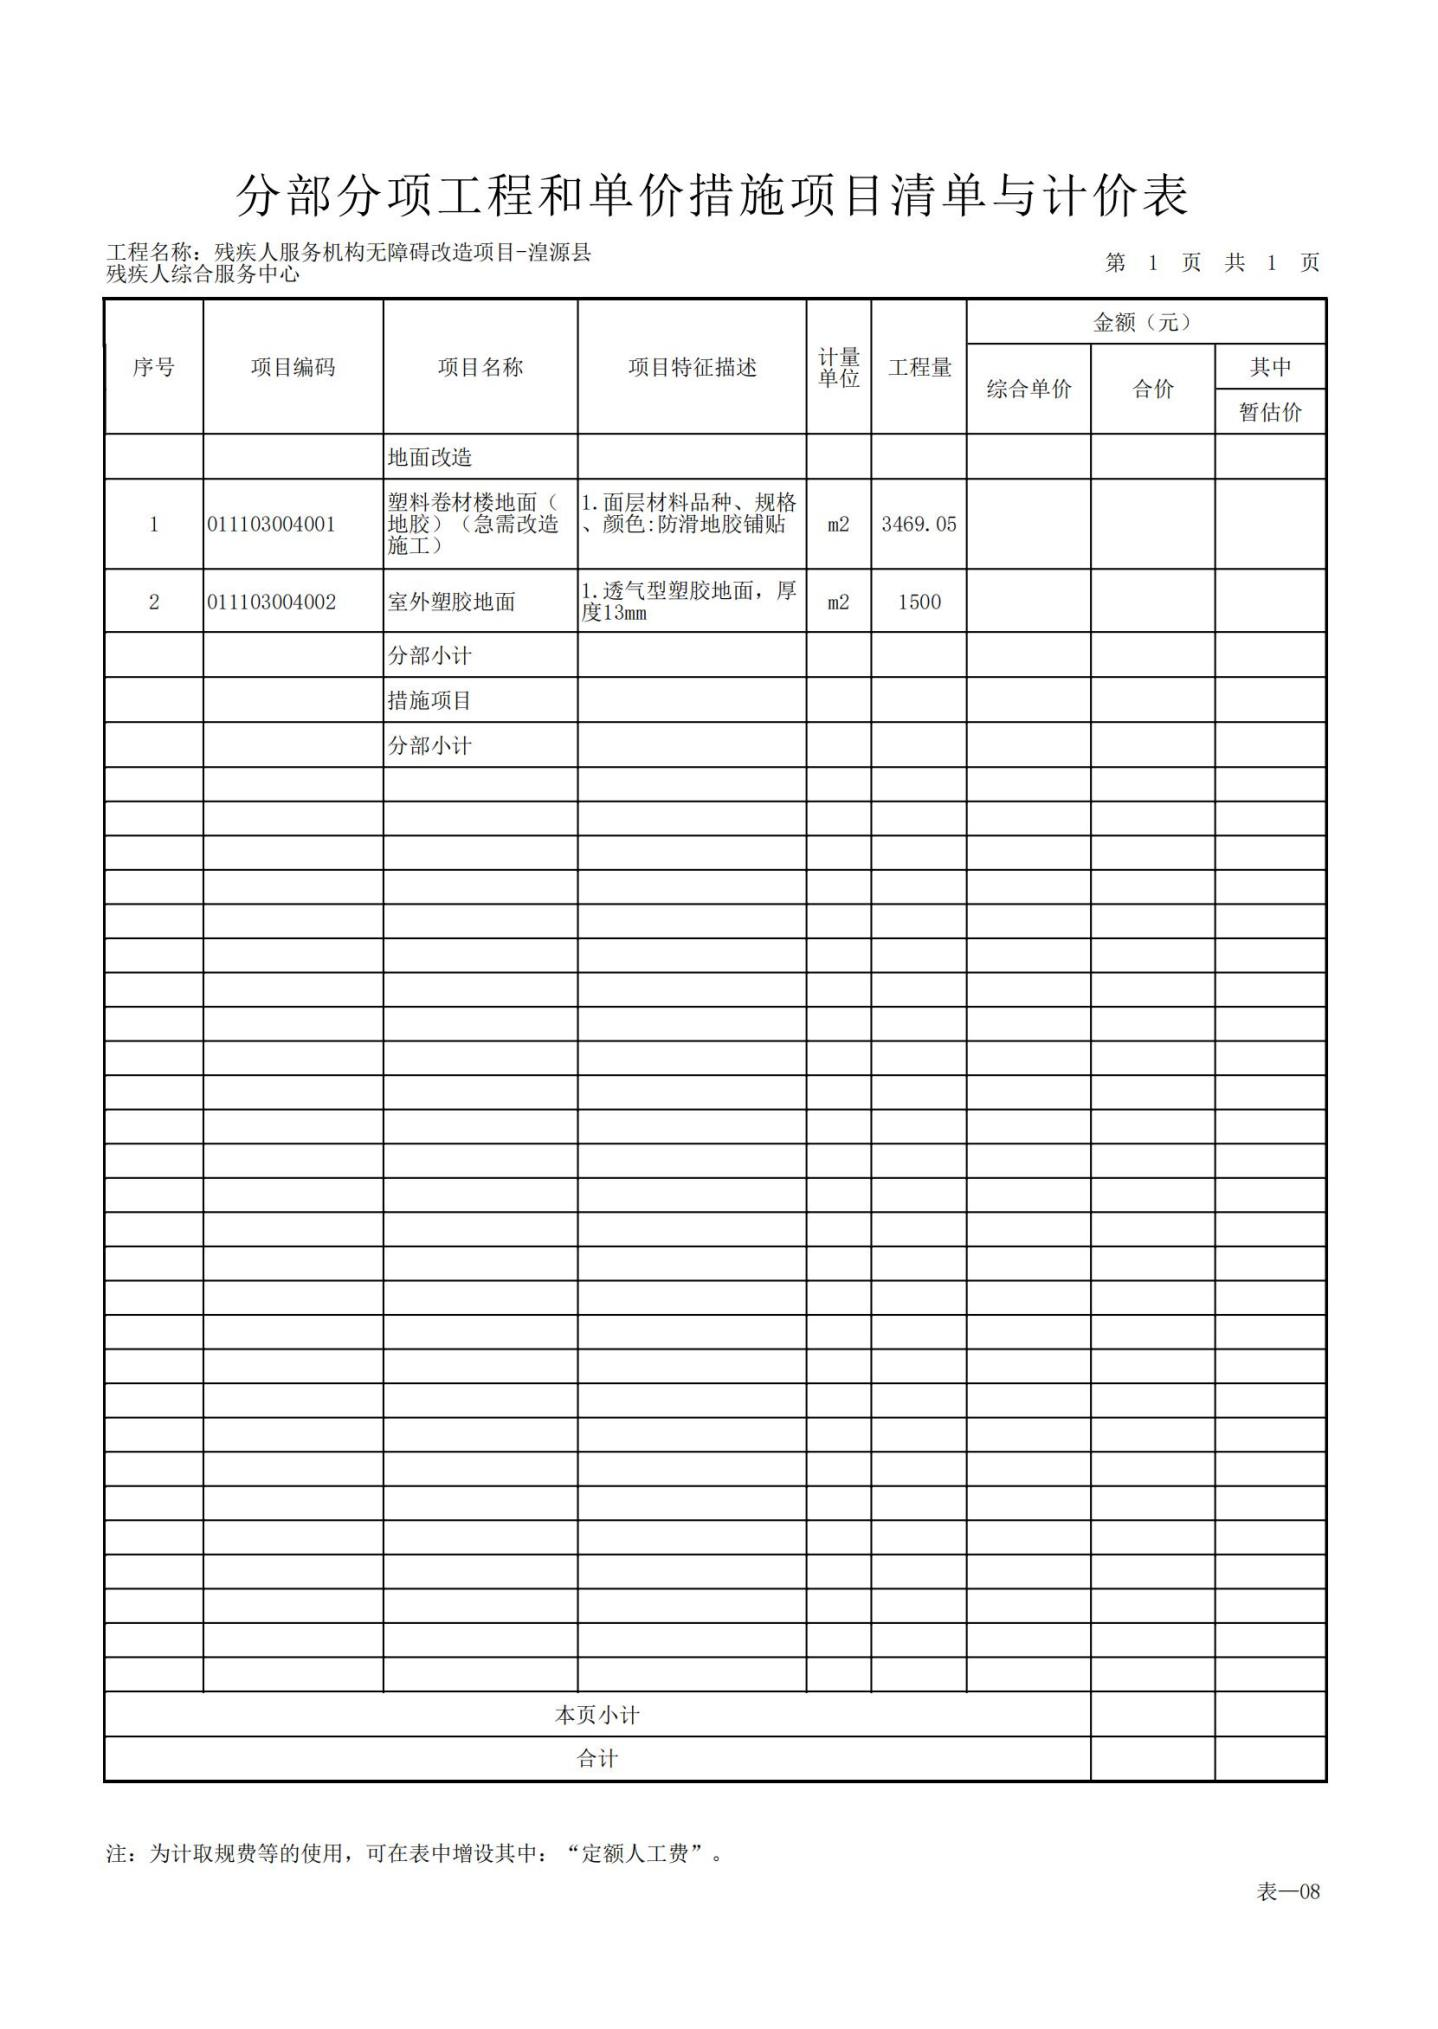 分部分项工程和单价措施项目清单与计价表
工程名称：残疾人服务机构无障碍改造项目-湟源县
残疾人综合服务中心
第 1 页 共 1 页
序号 项目编码 项目名称 项目特征描述 计量单位 工程量 金额（元）
综合单价 合价 其中
暂估价
地面改造
1 011103004001 塑料卷材楼地面（地胶）（急需改造施工） 1.面层材料品种、规格、颜色:防滑地胶铺贴 m2 3469.05
2 011103004002 室外塑胶地面 1.透气型塑胶地面，厚度13mm m2 1500
分部小计
措施项目
分部小计
本页小计
合计
注：为计取规费等的使用，可在表中增设其中：“定额人工费”。
表—08